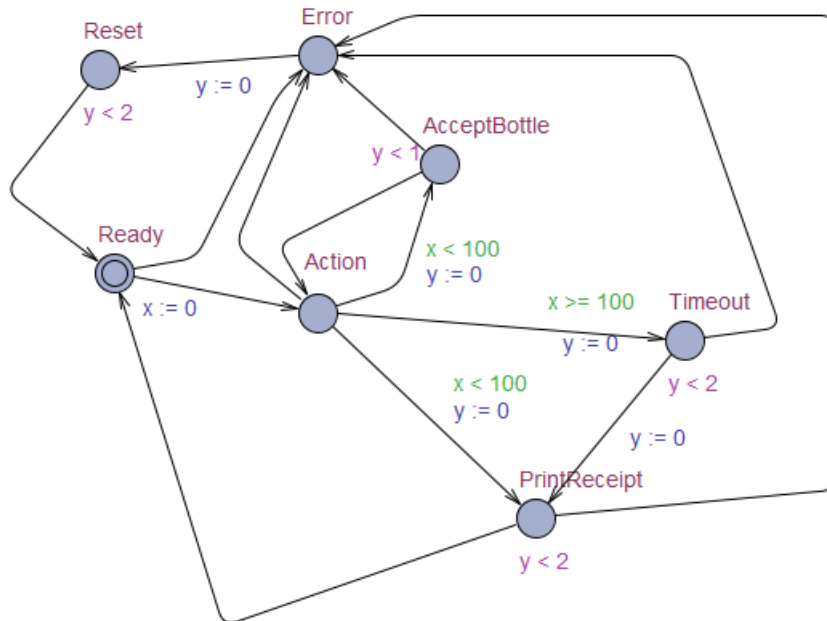 Error
Reset
y := 0
y < 2
AcceptBottle
y < 1
Ready
Action
x < 100
y := 0
x := 0
x >= 100
Timeout
y := 0
x < 100
y < 2
y := 0
y := 0
PrintReceipt
y < 2